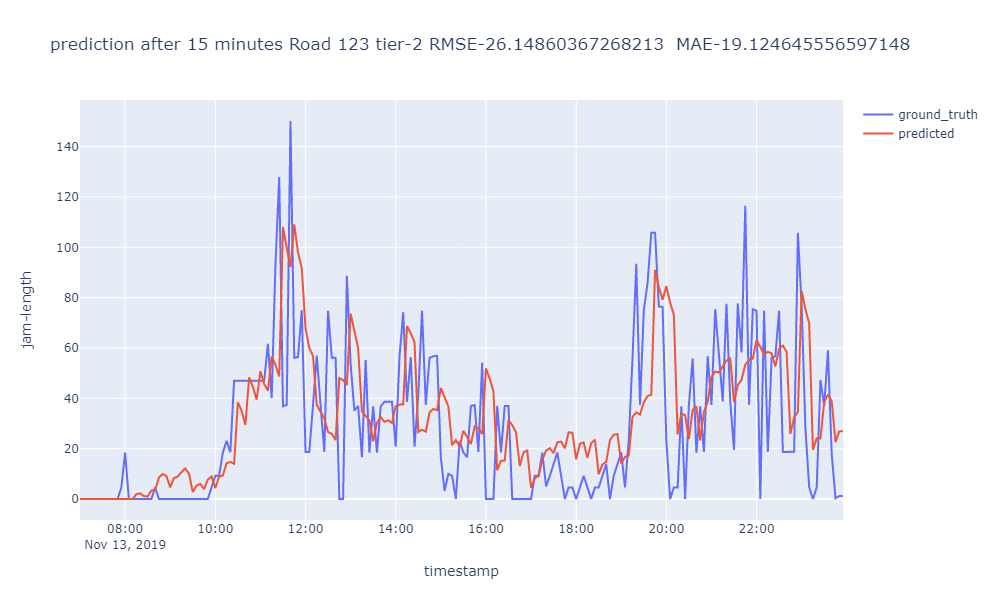 prediction after 15 minutes Road 123 tier-2 RMSE-26.14860367268213  MAE-19.124645556597148
ground_truth
predicted
140
120
100
80
60
40
20
0
jam-length
08:00 10:00 12:00 14:00 16:00 18:00 20:00 22:00
Nov 13, 2019
timestamp